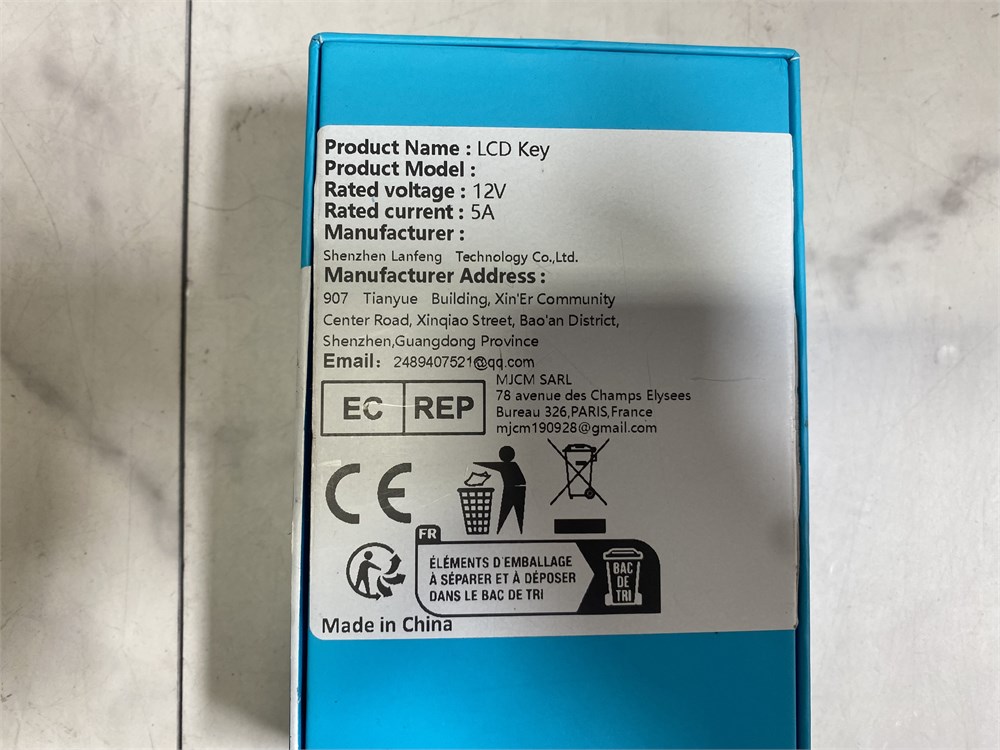 Product Name : LCD Key
Product Model :
Rated voltage : 12V
Rated current : 5A
Manufacturer :
Shenzhen Lanfeng Technology Co.,Ltd.
Manufacturer Address :
907 Tianyue Building, Xin'Er Community
Center Road, Xinqiao Street, Bao'an District,
Shenzhen,Guangdong Province
Email: 2489407521@qq.com
EC REP
MJCM SARL
78 avenue des Champs Elysees
Bureau 326,PARIS,France
mjcm190928@gmail.com
CE
FR
ÉLÉMENTS D'EMBALLAGE
À SÉPARER ET À DÉPOSER
DANS LE BAC DE TRI
BAC
DE
TRI
Made in China